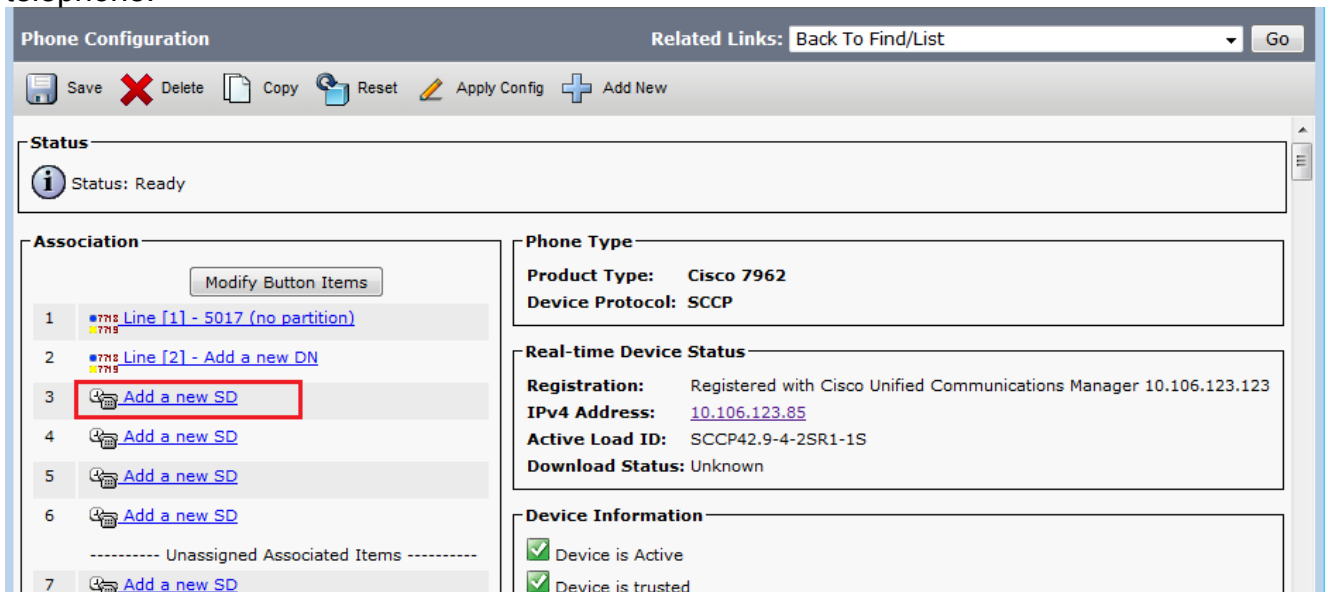 telephone.
Phone Configuration
Related Links: Back To Find/List Go
Save Delete Copy Reset Apply Config Add New
Status
Status: Ready
Association
Modify Button Items
1 Line [1] - 5017 (no partition)
2 Line [2] - Add a new DN
3 Add a new SD
4 Add a new SD
5 Add a new SD
6 Add a new SD
---------- Unassigned Associated Items ----------
7 Add a new SD
Phone Type
Product Type: Cisco 7962
Device Protocol: SCCP
Real-time Device Status
Registration: Registered with Cisco Unified Communications Manager 10.106.123.123
IPv4 Address: 10.106.123.85
Active Load ID: SCCP42.9-4-2SR1-1S
Download Status: Unknown
Device Information
Device is Active
Device is trusted